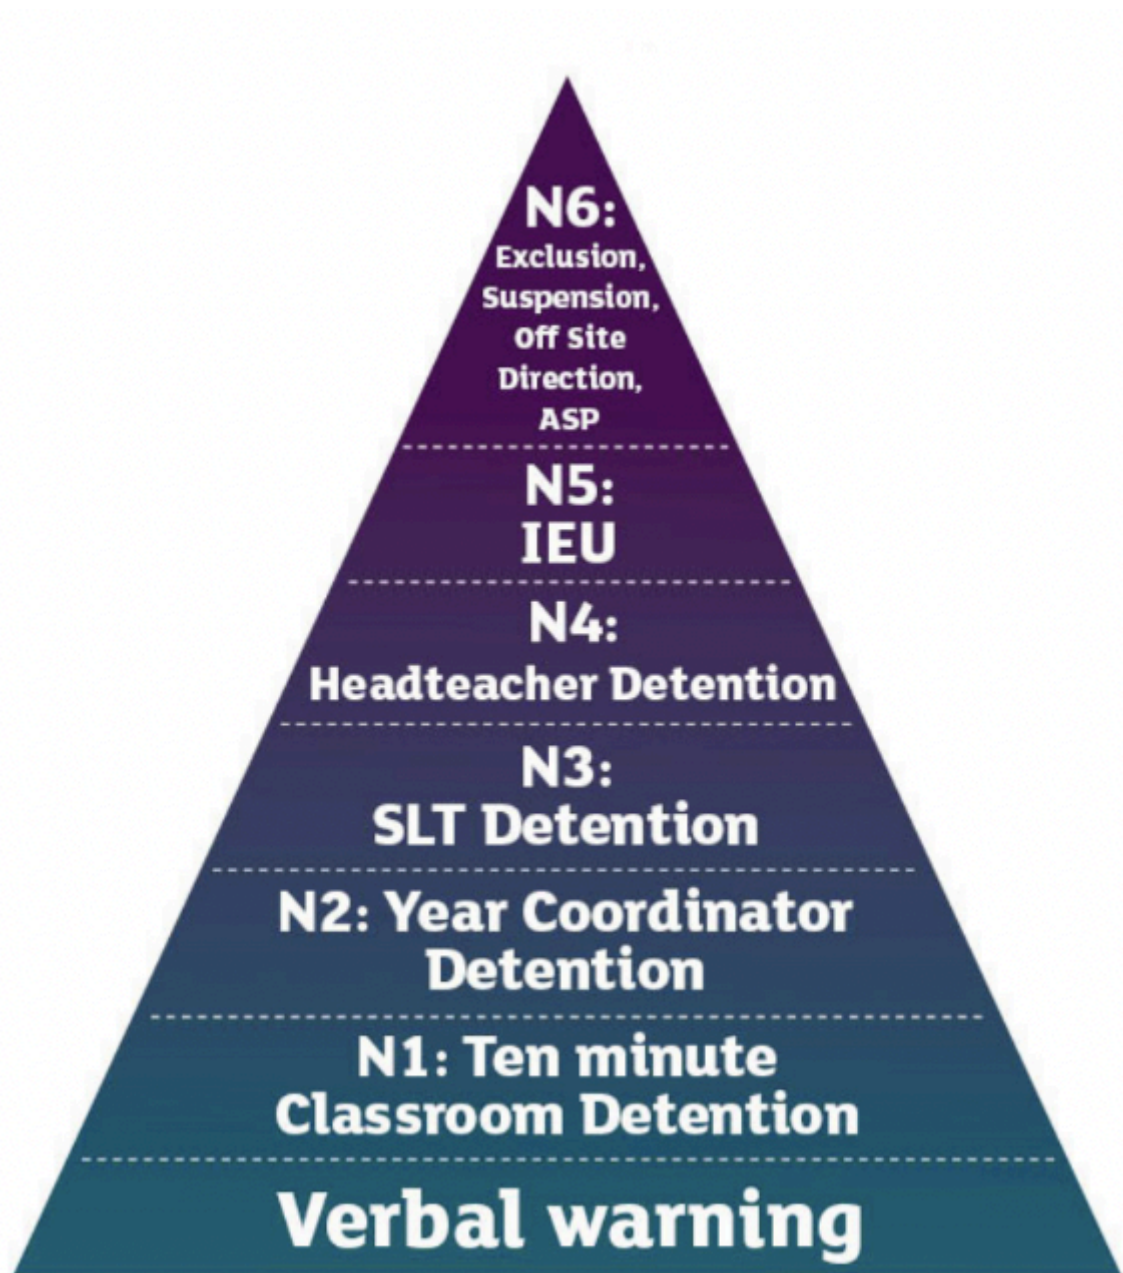 N6:
Exclusion,
Suspension,
Off Site
Direction,
ASP
N5:
IEU
N4:
Headteacher Detention
N3:
SLT Detention
N2: Year Coordinator
Detention
N1: Ten minute
Classroom Detention
Verbal warning